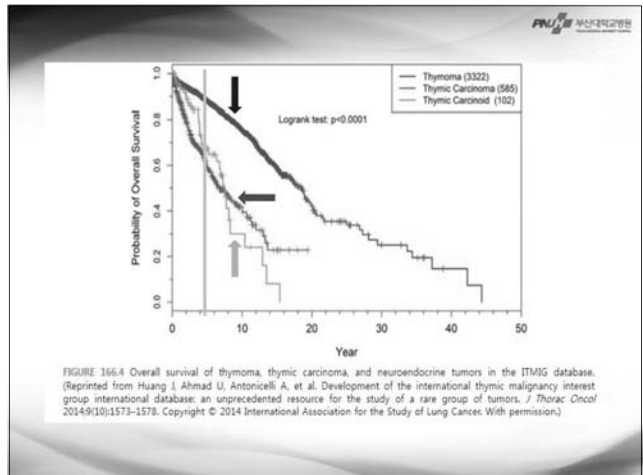 PNUH 부산대학교병원
Thymoma (3322)
Thymic Carcinoma (585)
Thymic Carcinoid (102)
Logrank test: p<0.0001
Probability of Overall Survival
1.0
0.8
0.6
0.4
0.2
0.0
0
10
20
30
40
50
Year
FIGURE 166.4 Overall survival of thymoma, thymic carcinoma, and neuroendocrine tumors in the ITMIG database.
(Reprinted from Huang J, Ahmad U, Antonicelli A, et al. Development of the international thymic malignancy interest
group international database: an unprecedented resource for the study of a rare group of tumors. J Thorac Oncol
2014;9(10):1573–1578. Copyright © 2014 International Association for the Study of Lung Cancer. With permission.)